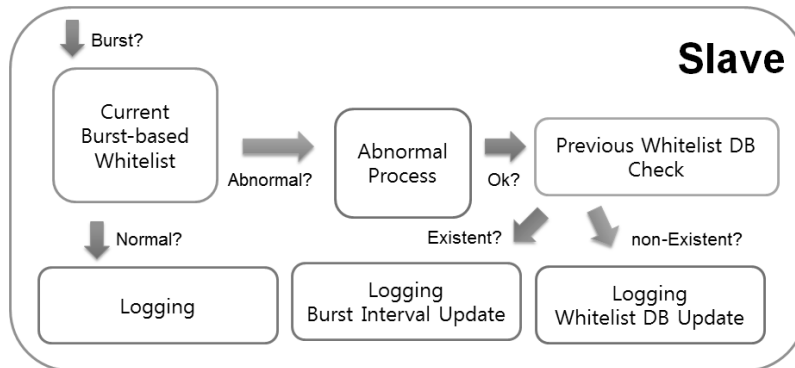 Burst?
Slave
Current
Burst-based
Whitelist
Abnormal?
Abnormal
Process
Ok?
Previous Whitelist DB
Check
Normal?
Existent?
non-Existent?
Logging
Logging
Burst Interval Update
Logging
Whitelist DB Update